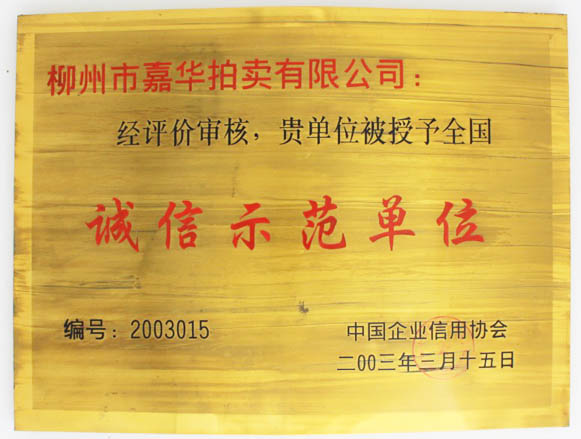 柳州市嘉华拍卖有限公司：
经评价审核，贵单位被授予全国
诚信示范单位
编号：2003015
中国企业信用协会
二00三年三月十五日